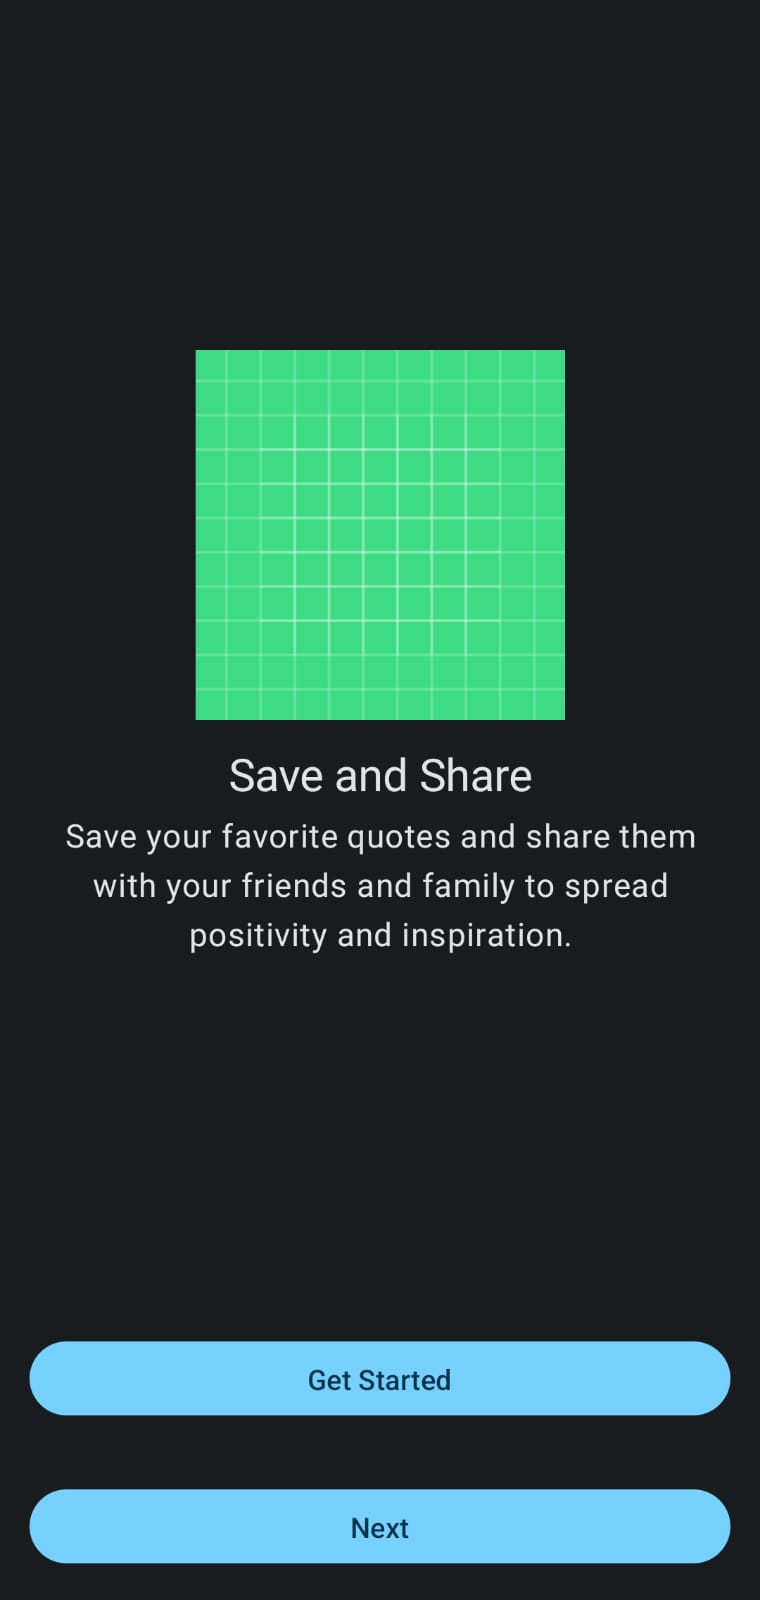 Save and Share
Save your favorite quotes and share them
with your friends and family to spread
positivity and inspiration.
Get Started
Next